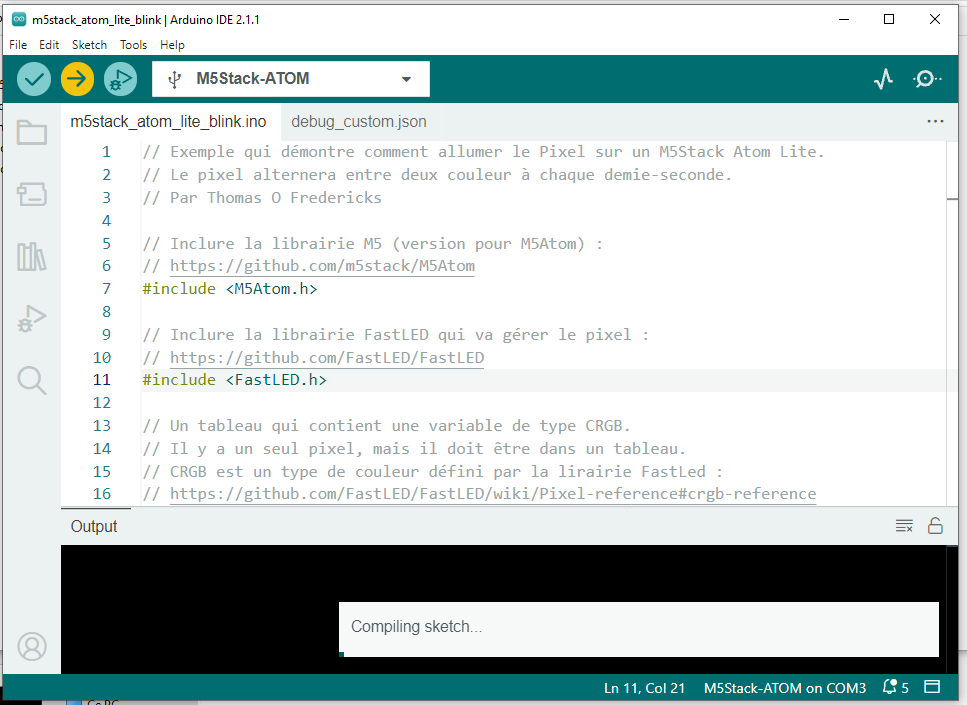 m5stack_atom_lite_blink | Arduino IDE 2.1.1
File Edit Sketch Tools Help
M5Stack-ATOM
m5stack_atom_lite_blink.ino debug_custom.json
1 // Exemple qui démontre comment allumer le Pixel sur un M5Stack Atom Lite.
2 // Le pixel alternera entre deux couleur à chaque demie-seconde.
3 // Par Thomas O Fredericks
4
5 // Inclure la librairie M5 (version pour M5Atom) :
6 // https://github.com/m5stack/M5Atom
7 #include <M5Atom.h>
8
9 // Inclure la librairie FastLED qui va gérer le pixel :
10 // https://github.com/FastLED/FastLED
11 #include <FastLED.h>
12
13 // Un tableau qui contient une variable de type CRGB.
14 // Il y a un seul pixel, mais il doit être dans un tableau.
15 // CRGB est un type de couleur défini par la lirairie FastLed :
16 // https://github.com/FastLED/FastLED/wiki/Pixel-reference#crgb-reference
Output
Compiling sketch...
Ln 11, Col 21 M5Stack-ATOM on COM3 5